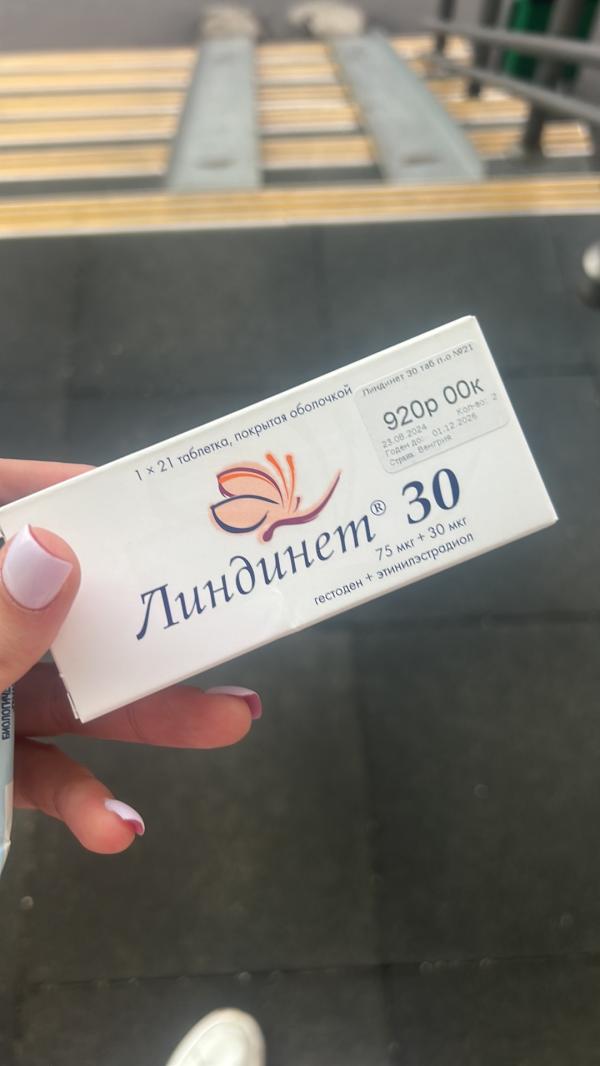 1 × 21 таблетка, покрытая оболочкой
Линдинет 30 таб п.о №21
920р 00к
23.08.2024 Кол-во: 2
Годен до: 01.12.2026
Страна: Венгрия
Линдинет® 30
75 мкг + 30 мкг
гестоден + этинилэстрадиол